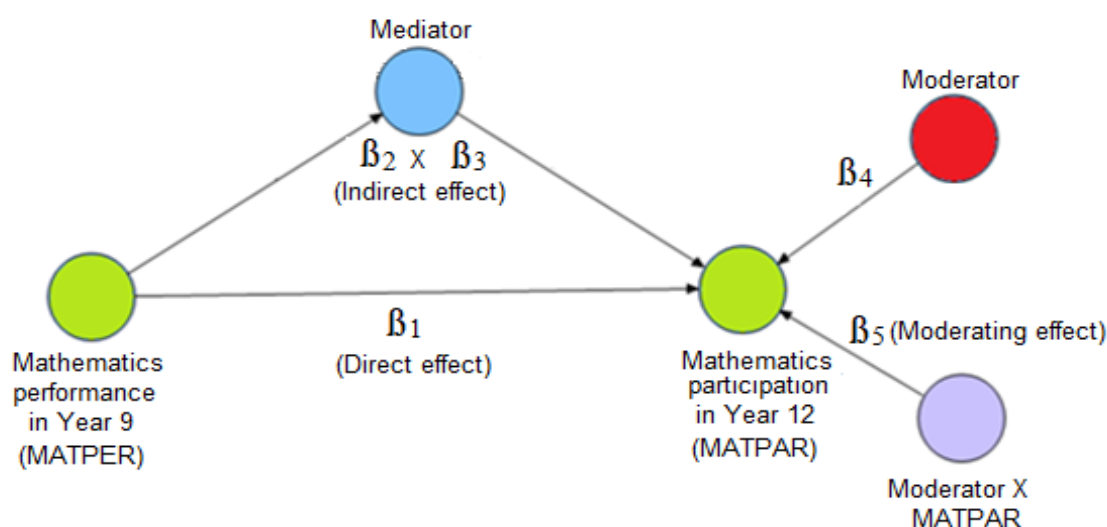 Mediator
Moderator
ß2 X ß3
(Indirect effect)
ß4
ß1
(Direct effect)
ß5 (Moderating effect)
Mathematics
performance
in Year 9
(MATPER)
Mathematics
participation
in Year 12
(MATPAR)
Moderator X
MATPAR